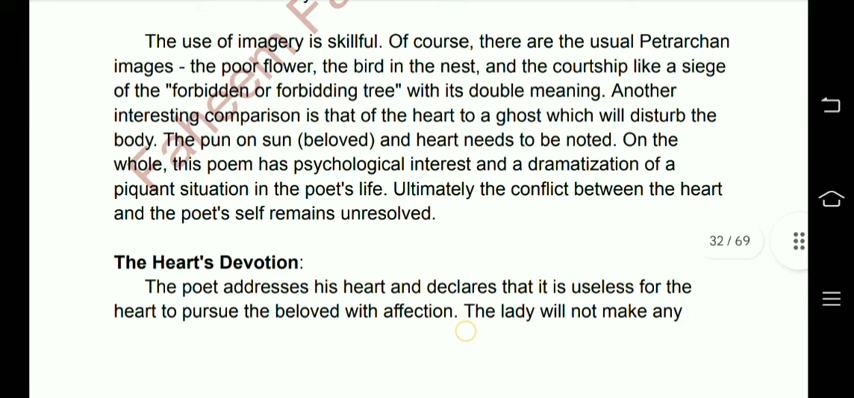 The use of imagery is skillful. Of course, there are the usual Petrarchan
images - the poor flower, the bird in the nest, and the courtship like a siege
of the "forbidden or forbidding tree" with its double meaning. Another
interesting comparison is that of the heart to a ghost which will disturb the
body. The pun on sun (beloved) and heart needs to be noted. On the
whole, this poem has psychological interest and a dramatization of a
piquant situation in the poet's life. Ultimately the conflict between the heart
and the poet's self remains unresolved.
32 / 69
The Heart's Devotion:
The poet addresses his heart and declares that it is useless for the
heart to pursue the beloved with affection. The lady will not make any
Faheem